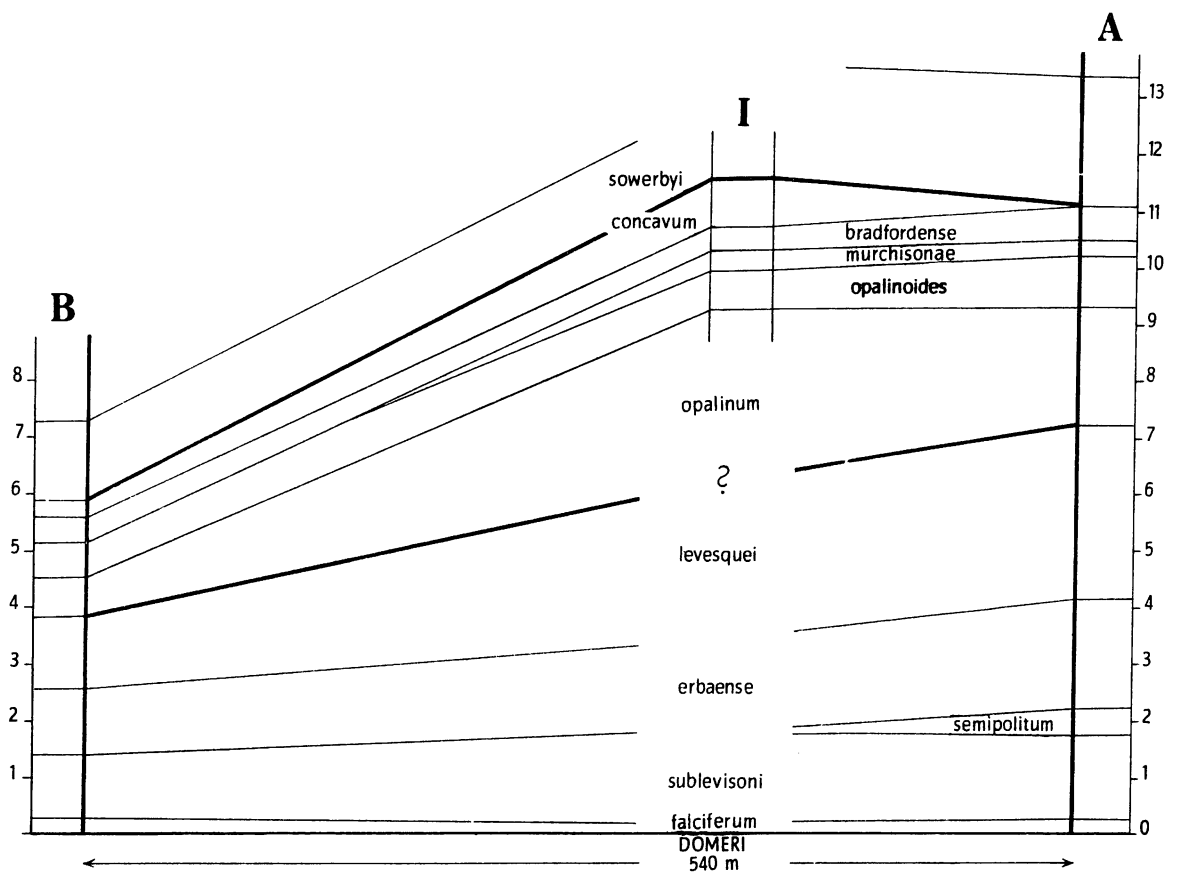 A
I
B
13
12
11
10
9
8
7
6
5
4
3
2
1
0
8
7
6
5
4
3
2
1
sowerbyi
concavum
bradfordense
murchisonae
opalinoides
opalinum
?
levesquei
erbaense
semipolitum
sublevisoni
falciferum
DOMERI
540 m